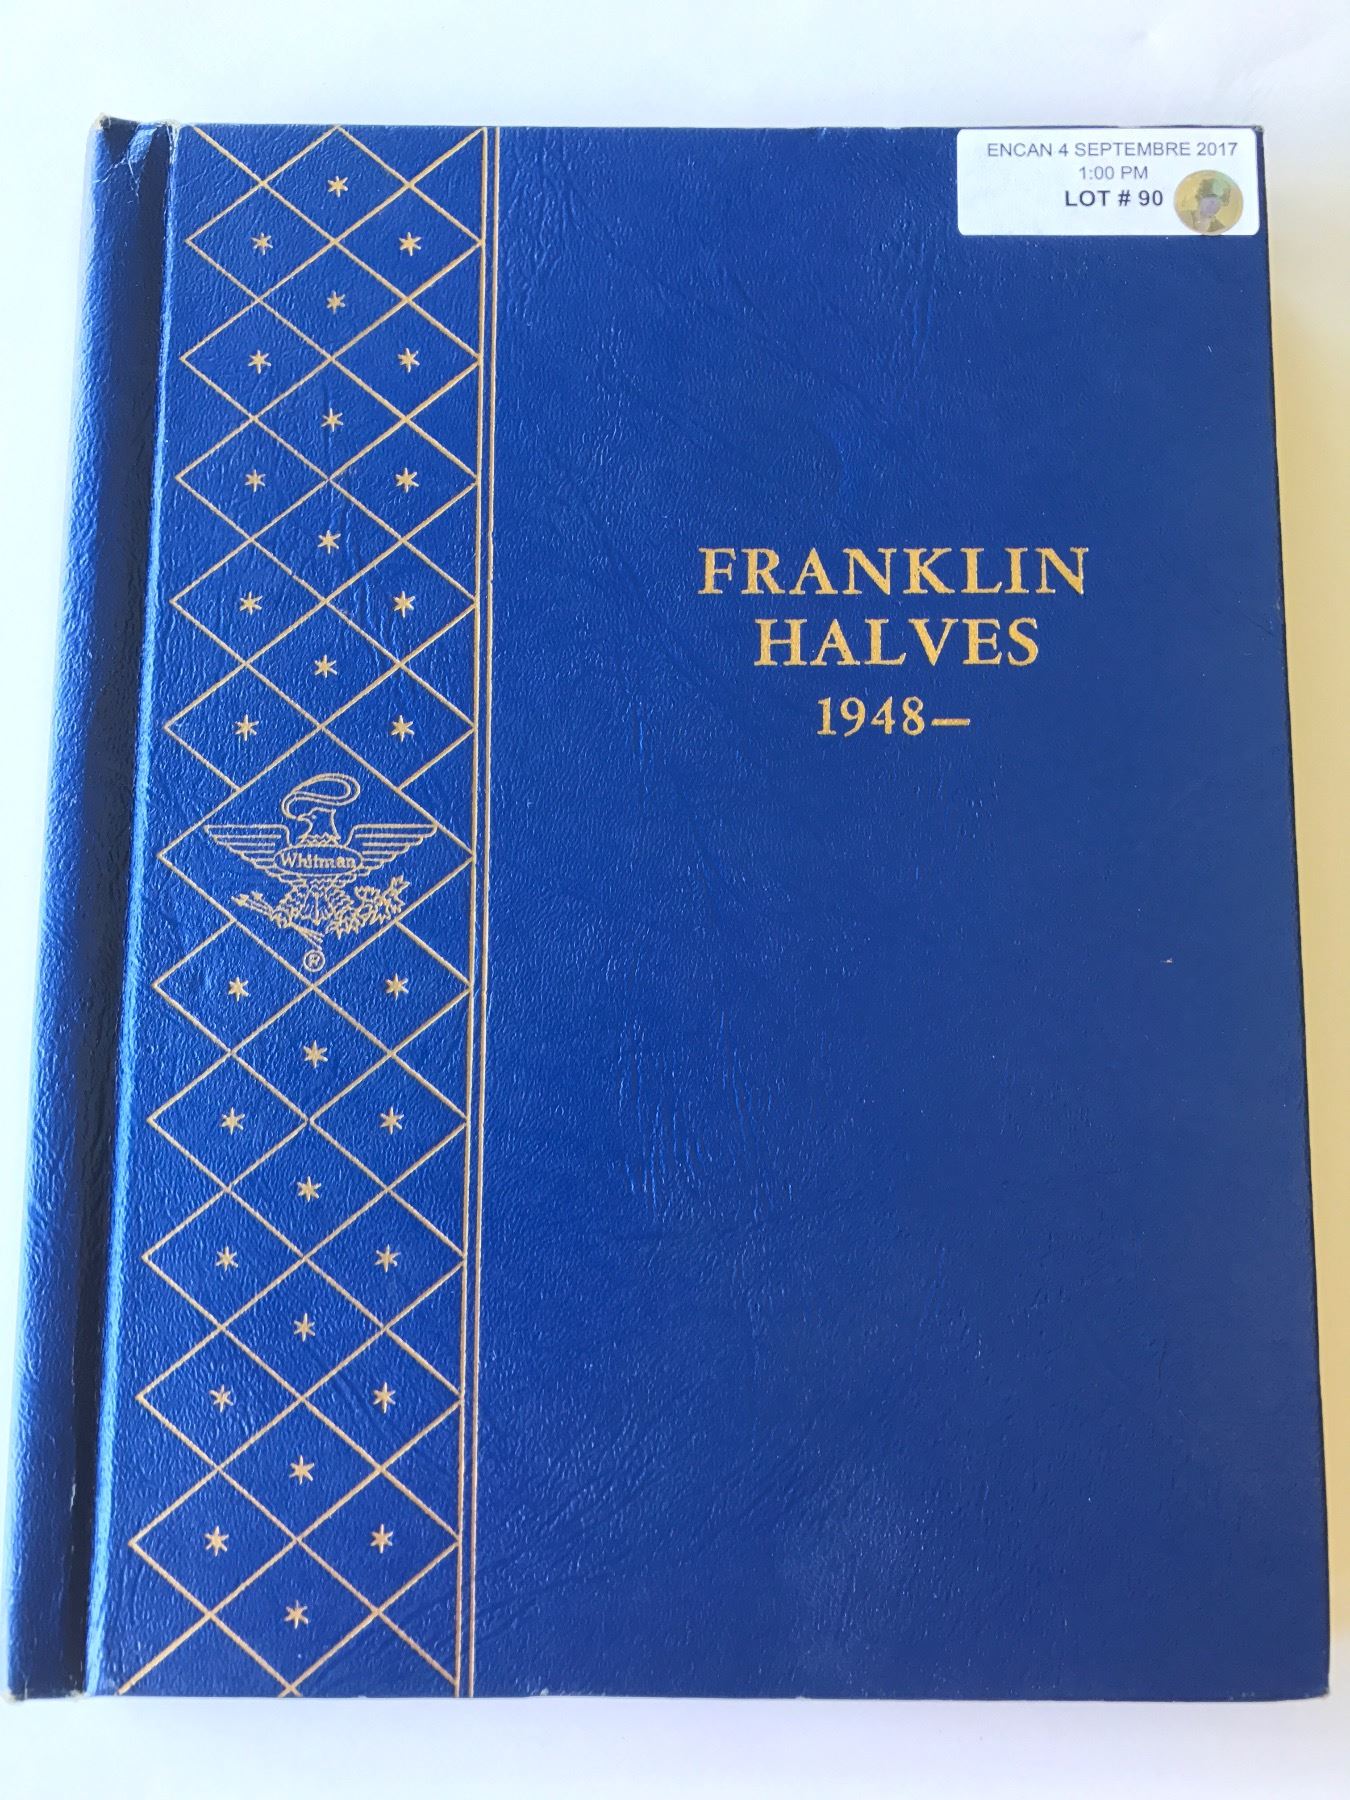 ENCAN 4 SEPTEMBRE 2017
1:00 PM
LOT # 90
FRANKLIN
HALVES
1948—
Whitman
®